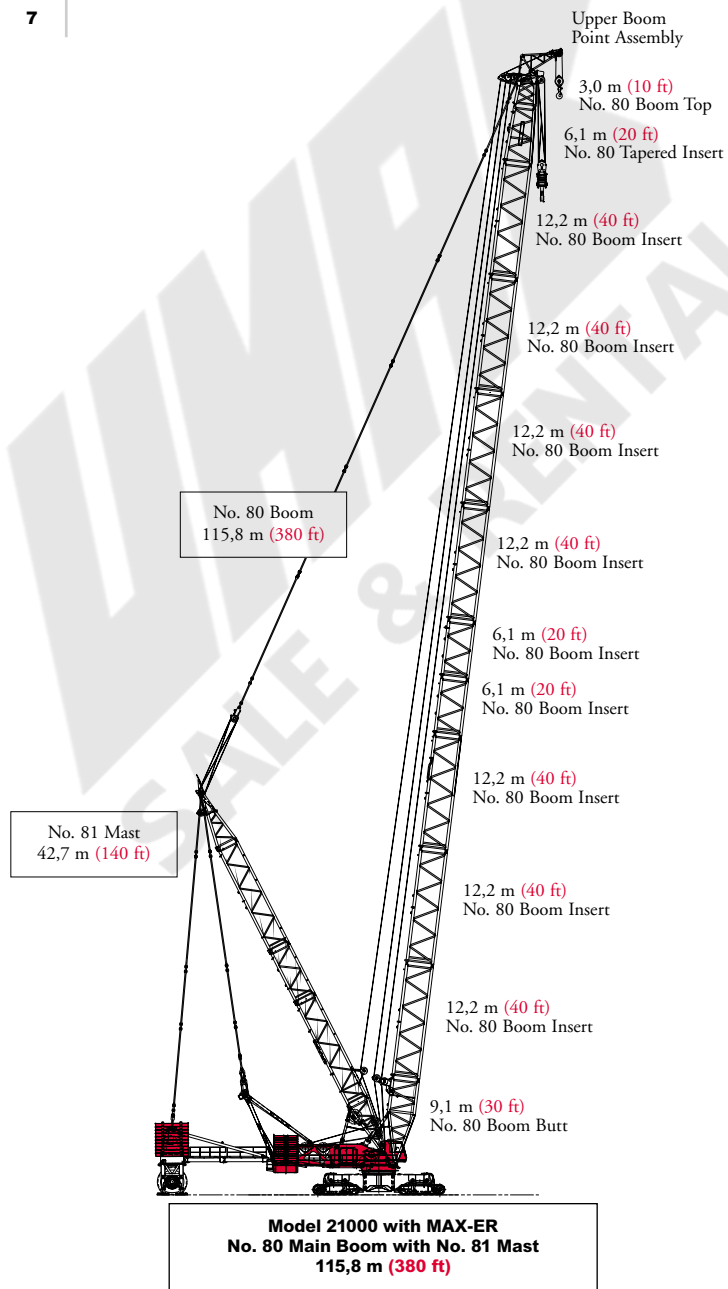 7
Upper Boom
Point Assembly
3,0 m (10 ft)
No. 80 Boom Top
6,1 m (20 ft)
No. 80 Tapered Insert
12,2 m (40 ft)
No. 80 Boom Insert
12,2 m (40 ft)
No. 80 Boom Insert
12,2 m (40 ft)
No. 80 Boom Insert
No. 80 Boom
115,8 m (380 ft)
12,2 m (40 ft)
No. 80 Boom Insert
6,1 m (20 ft)
No. 80 Boom Insert
6,1 m (20 ft)
No. 80 Boom Insert
12,2 m (40 ft)
No. 80 Boom Insert
No. 81 Mast
42,7 m (140 ft)
12,2 m (40 ft)
No. 80 Boom Insert
12,2 m (40 ft)
No. 80 Boom Insert
9,1 m (30 ft)
No. 80 Boom Butt
Model 21000 with MAX-ER
No. 80 Main Boom with No. 81 Mast
115,8 m (380 ft)
SALE & RENTAL